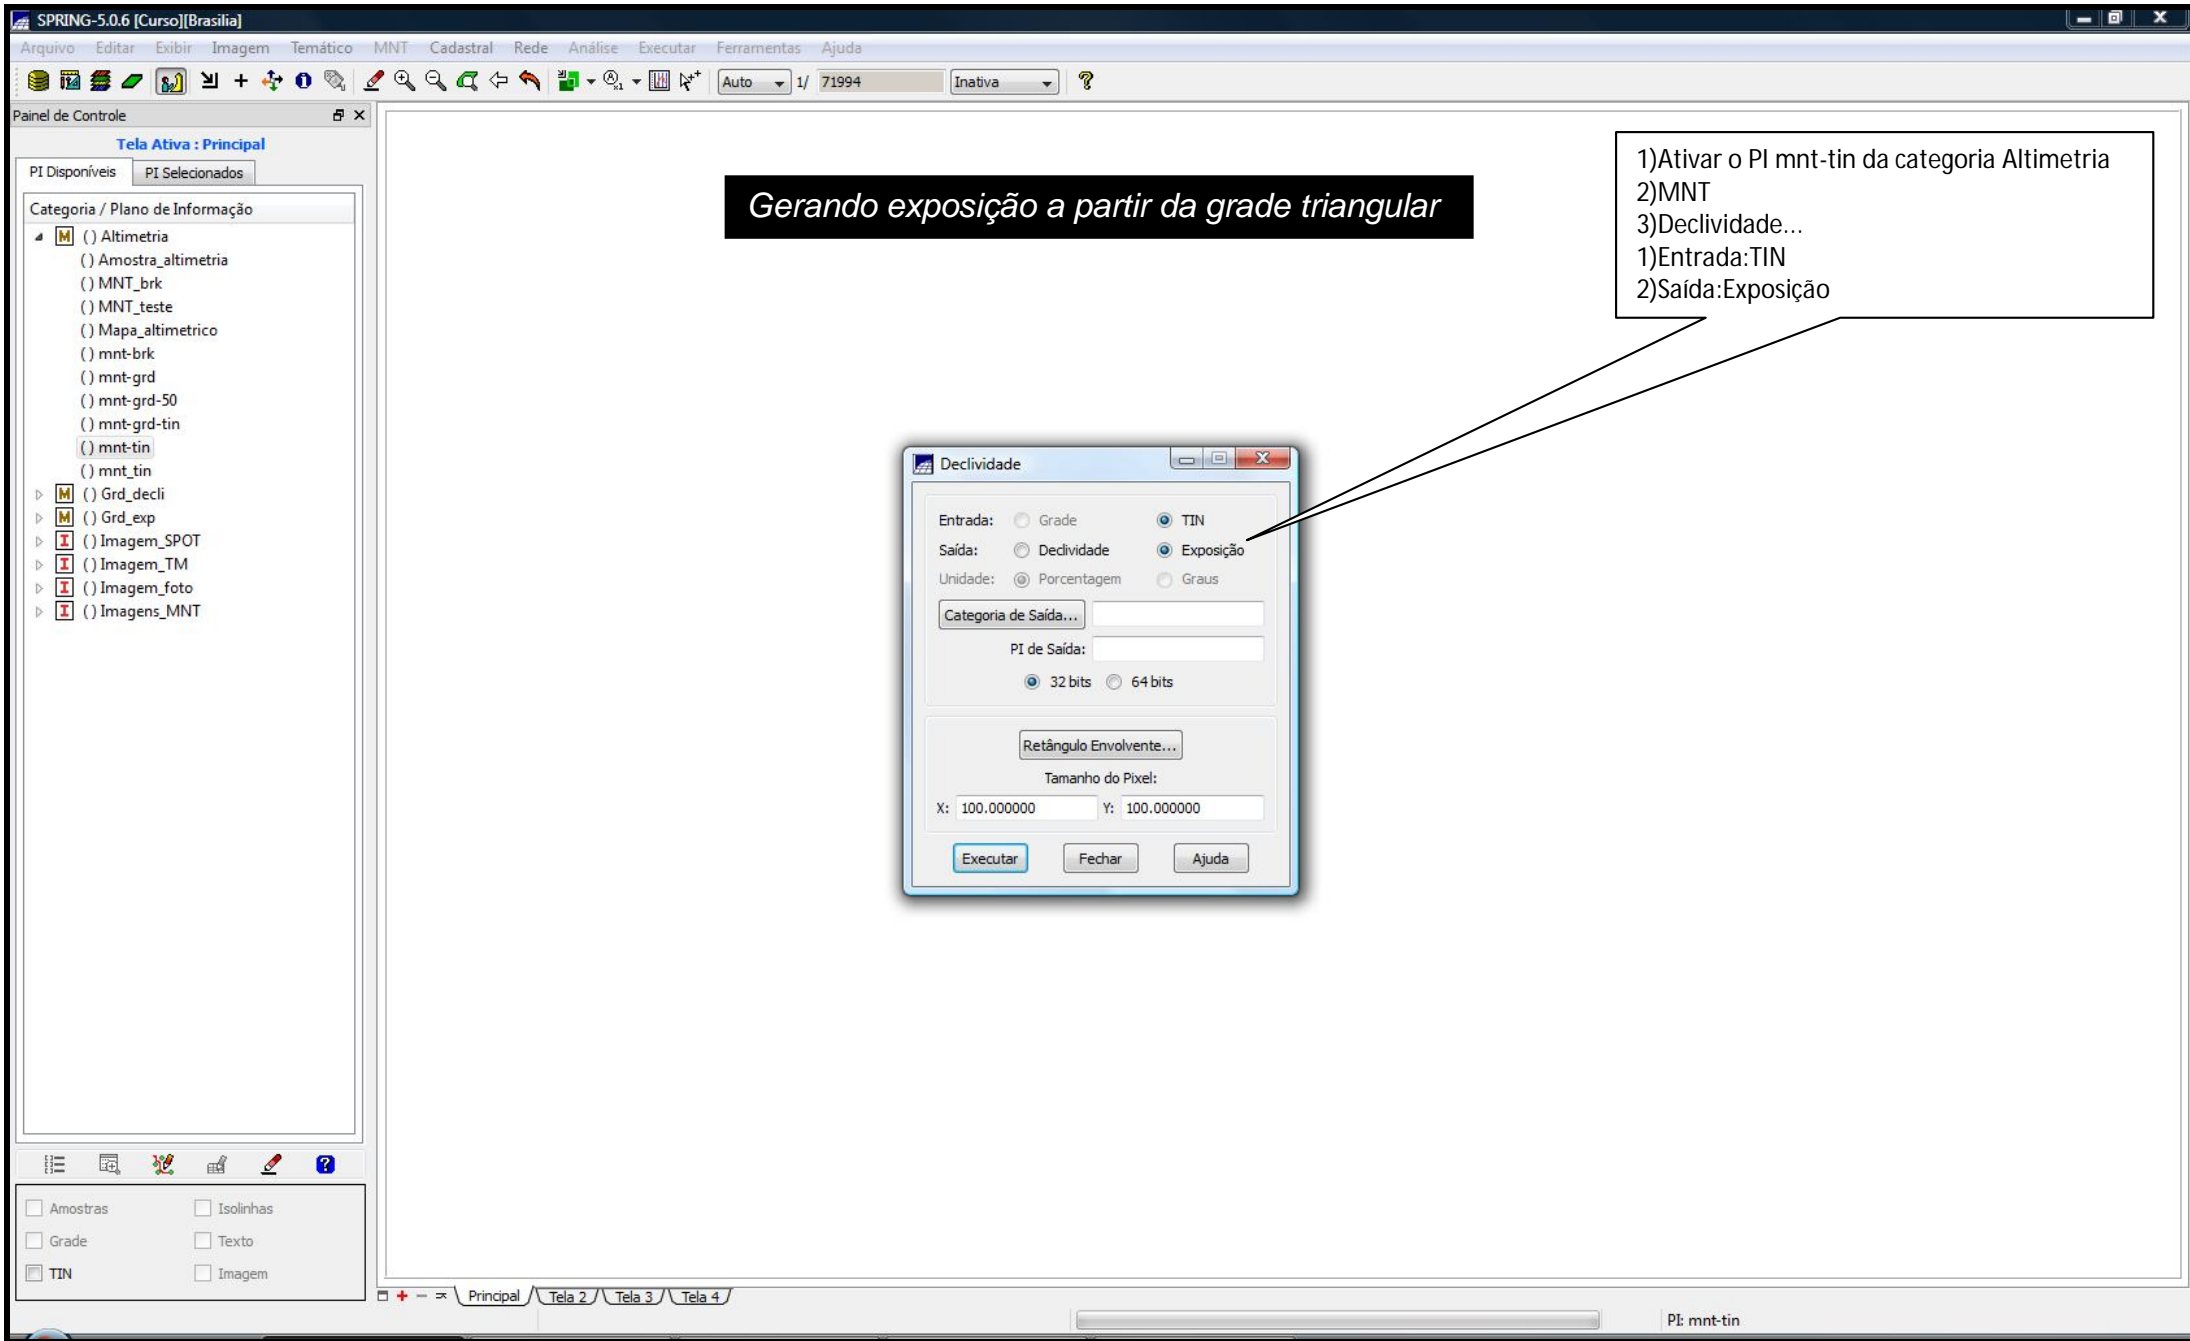 SPRING-5.0.6 [Curso][Brasilia]
Arquivo Editar Exibir Imagem Temático MNT Cadastral Rede Análise Executar Ferramentas Ajuda
Auto 1/ 71994 Inativa
Painel de Controle
Tela Ativa : Principal
PI Disponíveis PI Selecionados
Categoria / Plano de Informação
M () Altimetria
() Amostra_altimetria
() MNT_brk
() MNT_teste
() Mapa_altimetrico
() mnt-brk
() mnt-grd
() mnt-grd-50
() mnt-grd-tin
() mnt-tin
() mnt_tin
M () Grd_decli
M () Grd_exp
I () Imagem_SPOT
I () Imagem_TM
I () Imagem_foto
I () Imagens_MNT
Amostras Isolinhas
Grade Texto
TIN Imagem
Gerando exposição a partir da grade triangular
1)Ativar o PI mnt-tin da categoria Altimetria
2)MNT
3)Declividade...
1)Entrada:TIN
2)Saída:Exposição
Declividade
Entrada: Grade TIN
Saída: Declividade Exposição
Unidade: Porcentagem Graus
Categoria de Saída...
PI de Saída:
32 bits 64 bits
Retângulo Envolvente...
Tamanho do Pixel:
X: 100.000000 Y: 100.000000
Executar Fechar Ajuda
Principal Tela 2 Tela 3 Tela 4
PI: mnt-tin